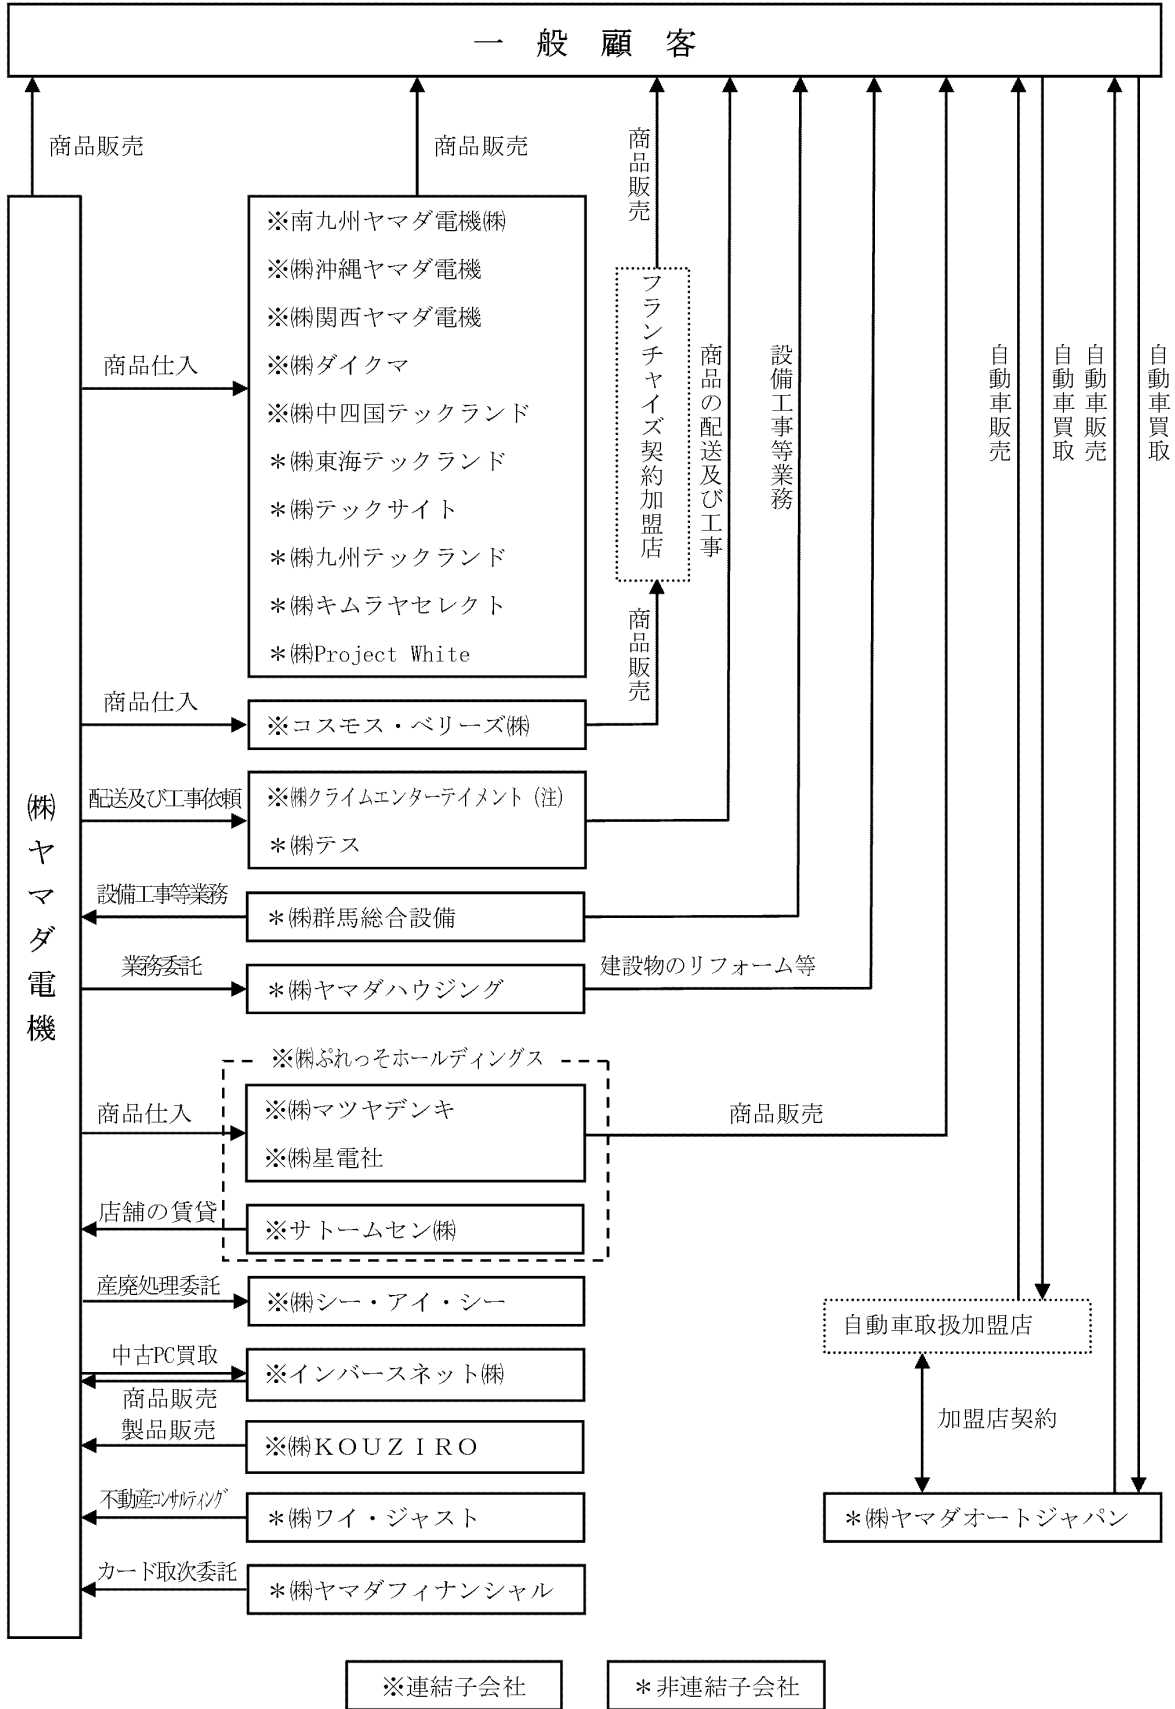 一般顧客
商品販売
商品販売
商品販売
㈱ヤマダ電機
※南九州ヤマダ電機㈱
※㈱沖縄ヤマダ電機
※㈱関西ヤマダ電機
※㈱ダイクマ
※㈱中四国テックランド
＊㈱東海テックランド
＊㈱テックサイト
＊㈱九州テックランド
＊㈱キムラヤセレクト
＊㈱Project White
商品仕入
フランチャイズ契約加盟店
商品の配送及び工事
設備工事等業務
自動車販売
自動車買取
自動車販売
自動車買取
商品販売
商品仕入
※コスモス・ベリーズ㈱
配送及び工事依頼
※㈱クライムエンターテイメント（注）
＊㈱テス
設備工事等業務
＊㈱群馬総合設備
業務委託
＊㈱ヤマダハウジング
建設物のリフォーム等
※㈱ぷれっそホールディングス
商品仕入
※㈱マツヤデンキ
※㈱星電社
商品販売
店舗の賃貸
※サトームセン㈱
産廃処理委託
※㈱シー・アイ・シー
自動車取扱加盟店
中古PC買取
※インバースネット㈱
商品販売
加盟店契約
製品販売
※㈱ＫＯＵＺＩＲＯ
不動産ｺﾝｻﾙﾃｨﾝｸﾞ
＊㈱ワイ・ジャスト
＊㈱ヤマダオートジャパン
カード取次委託
＊㈱ヤマダフィナンシャル
※連結子会社
＊非連結子会社